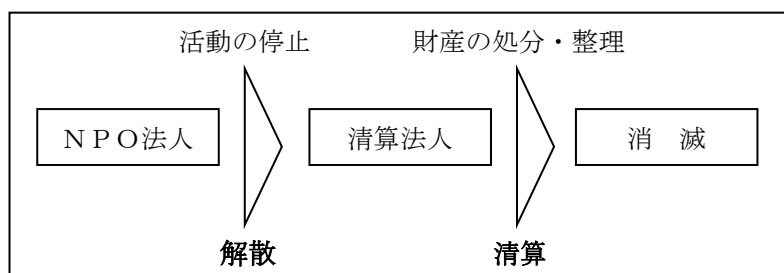 活動の停止
財産の処分・整理
ＮＰＯ法人
清算法人
消　滅
解散
清算